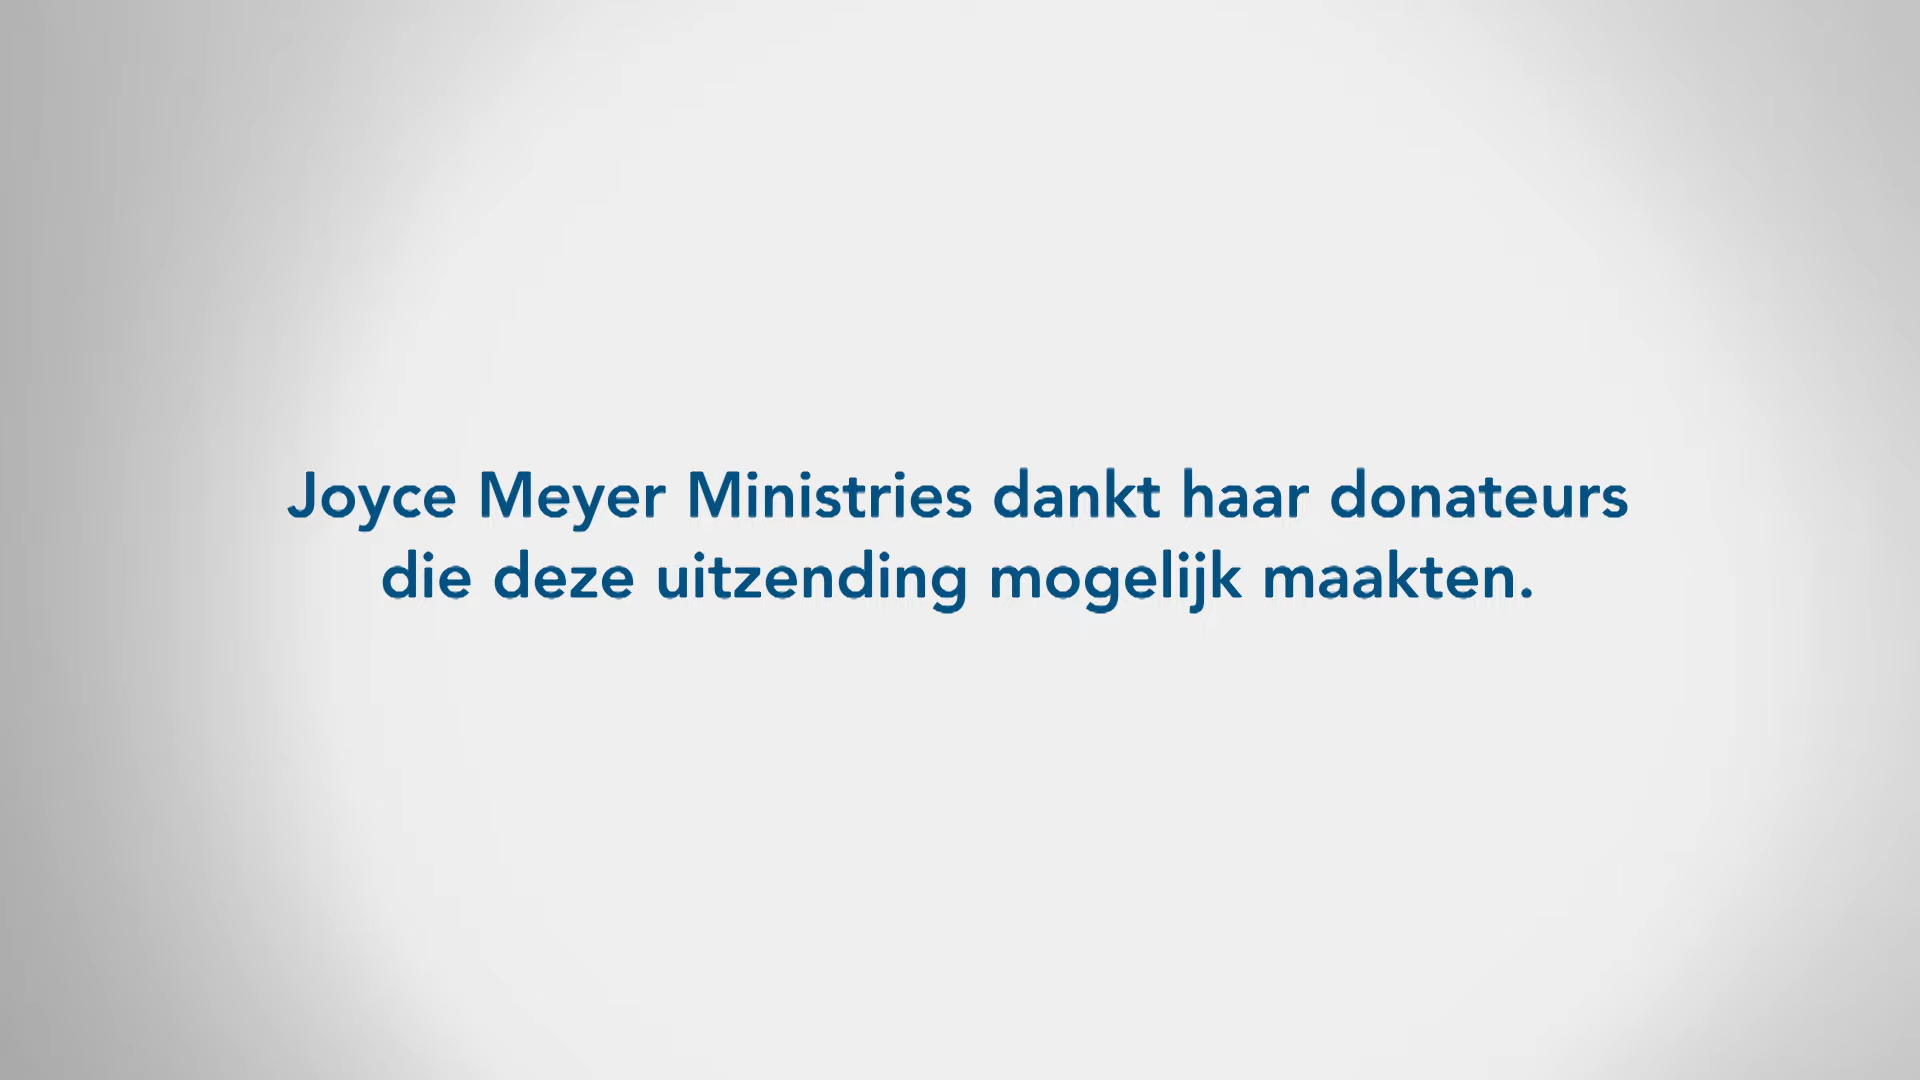 Joyce Meyer Ministries dankt haar donateurs
die deze uitzending mogelijk maakten.